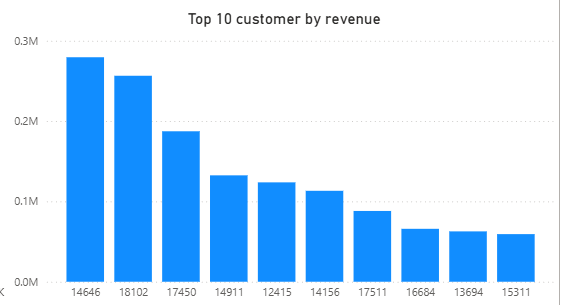 Top 10 customer by revenue
0.3M
0.2M
0.1M
0.0M
K 14646 18102 17450 14911 12415 14156 17511 16684 13694 15311